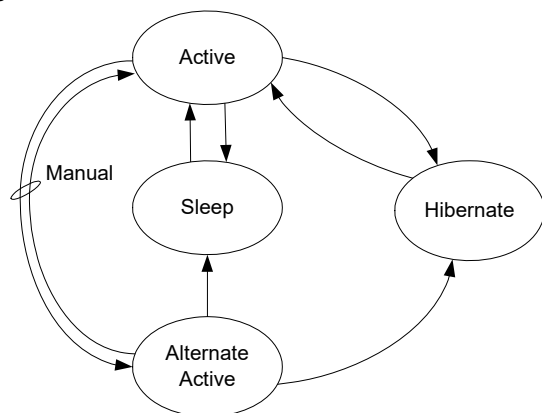 Active
Manual
Sleep
Hibernate
Alternate
Active